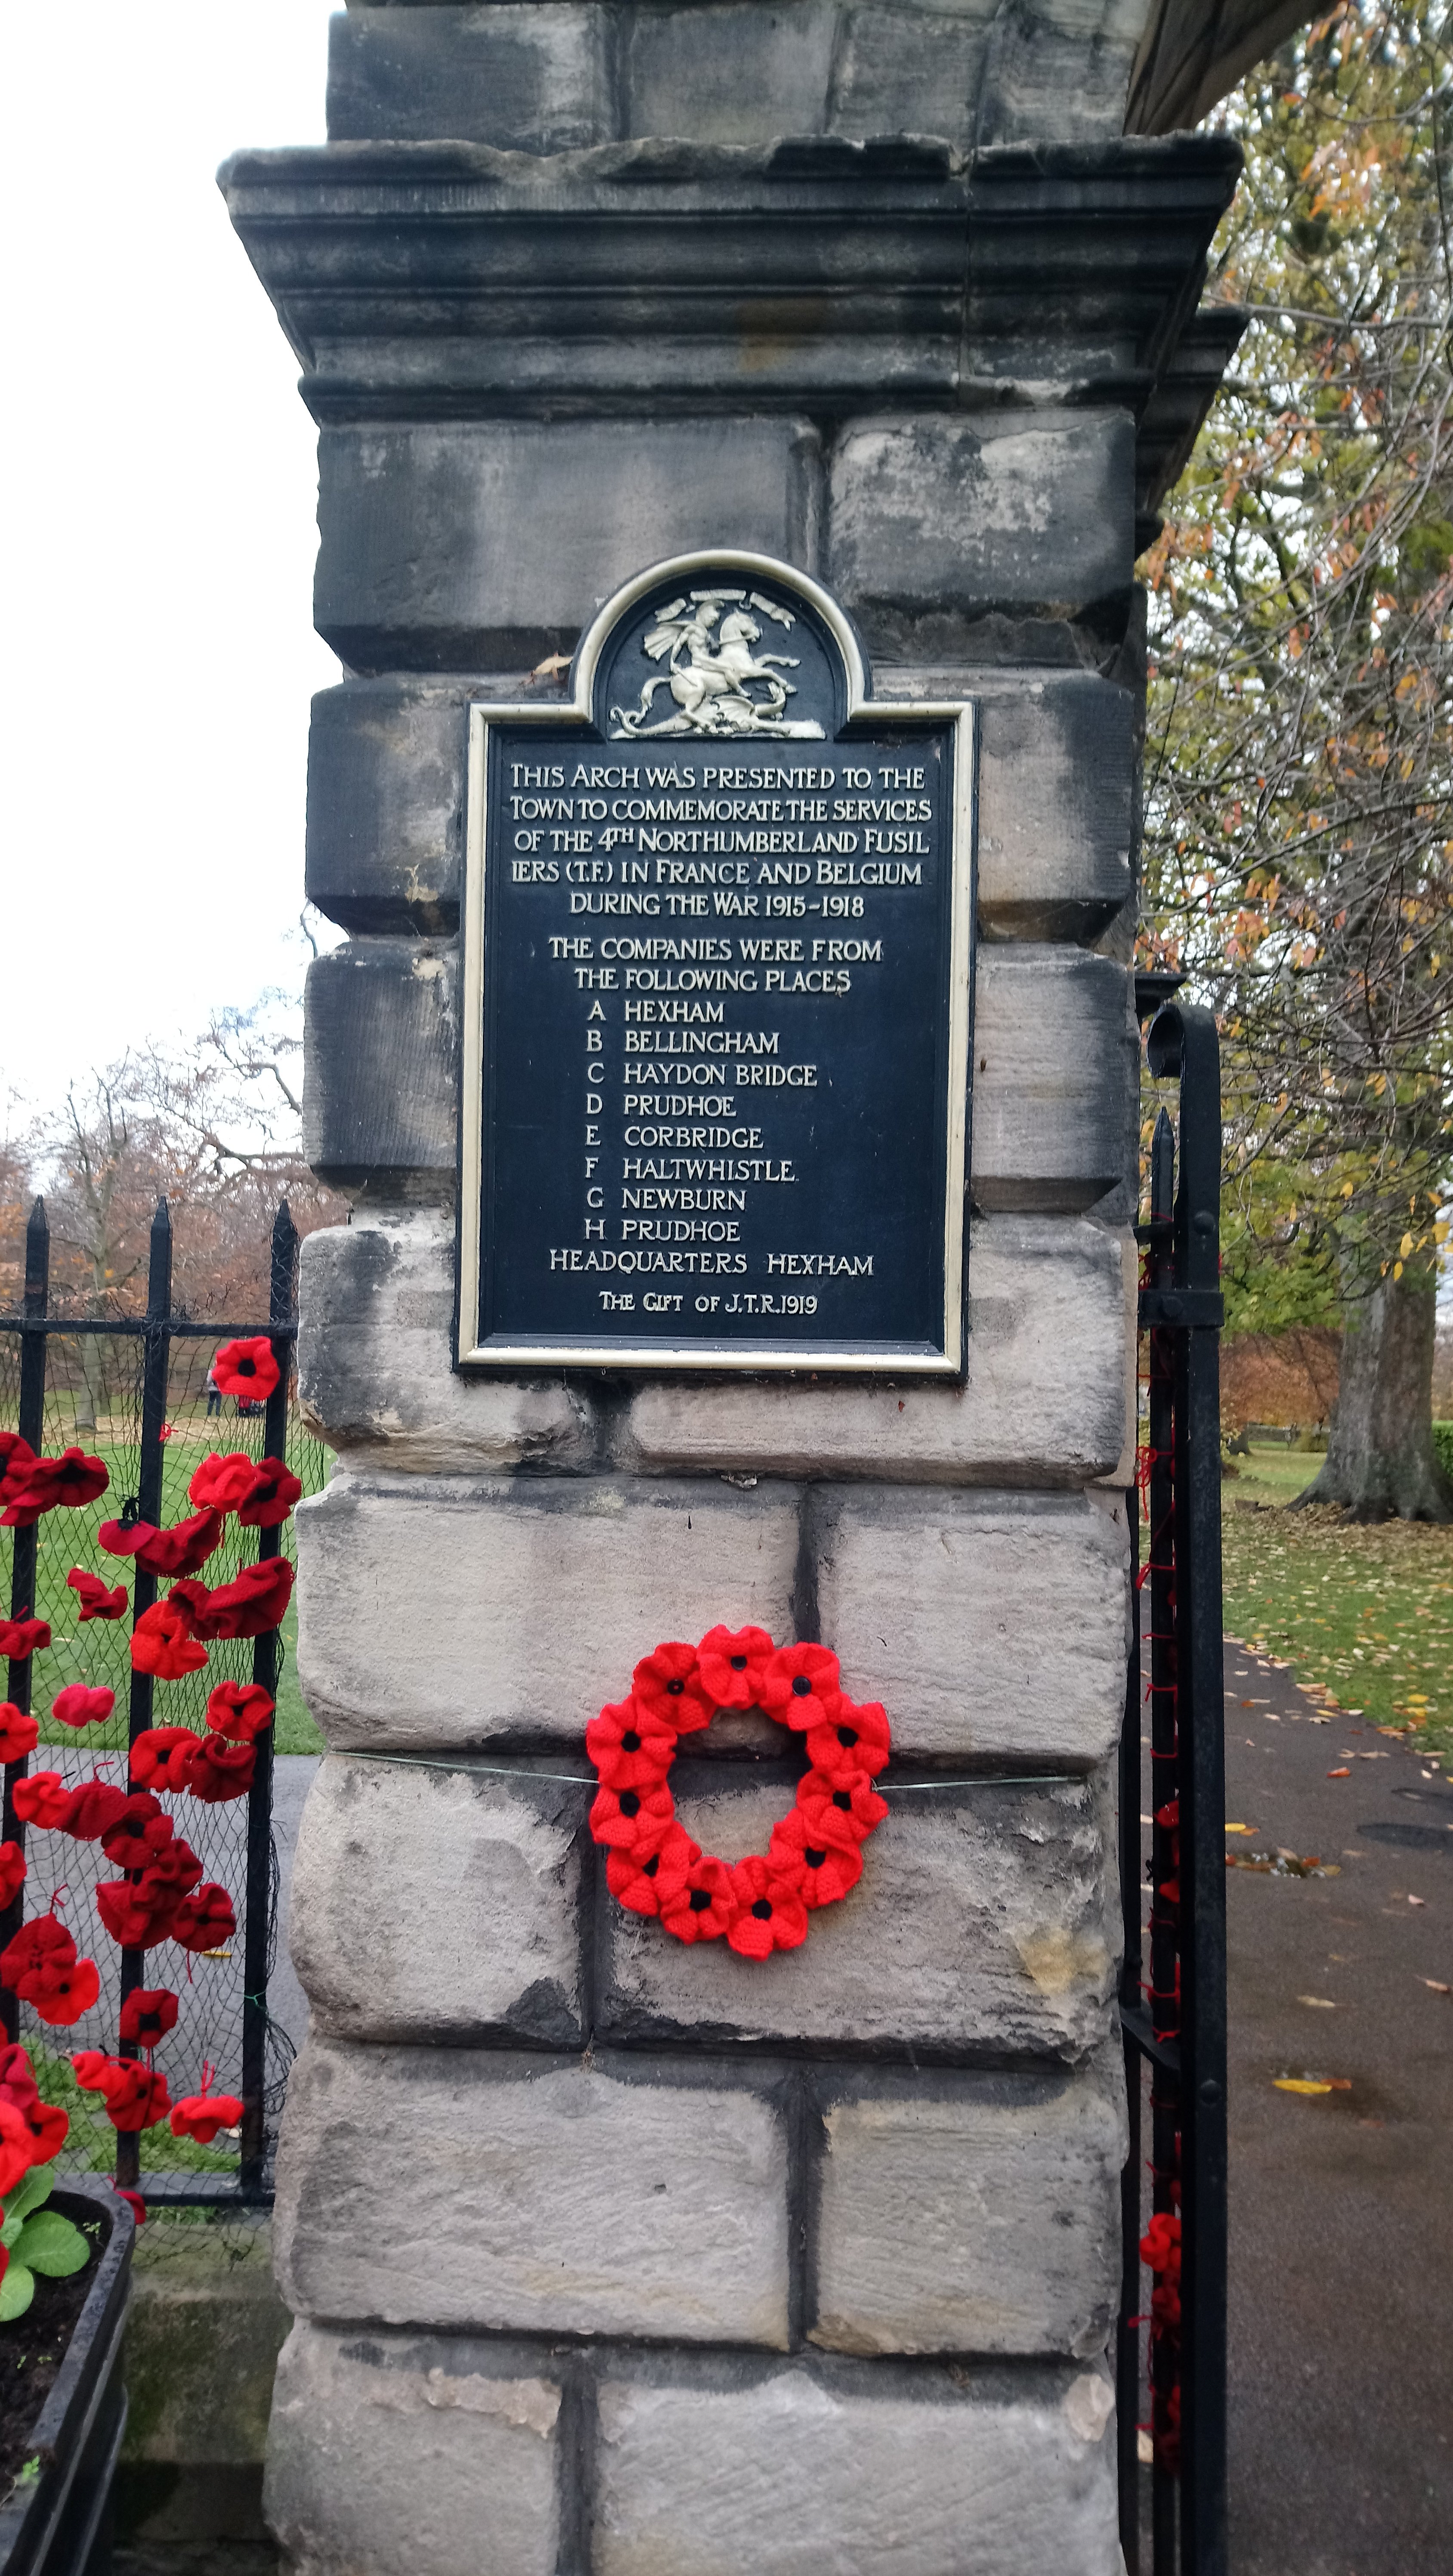 THIS ARCH WAS PRESENTED TO THE
TOWN TO COMMEMORATE THE SERVICES
OF THE 4TH NORTHUMBERLAND FUSIL
IERS (T.F.) IN FRANCE AND BELGIUM
DURING THE WAR 1915-1918
THE COMPANIES WERE FROM
THE FOLLOWING PLACES
A HEXHAM
B BELLINGHAM
C HAYDON BRIDGE
D PRUDHOE
E CORBRIDGE
F HALTWHISTLE
G NEWBURN
H PRUDHOE
HEADQUARTERS HEXHAM
THE GIFT OF J.T.R. 1919